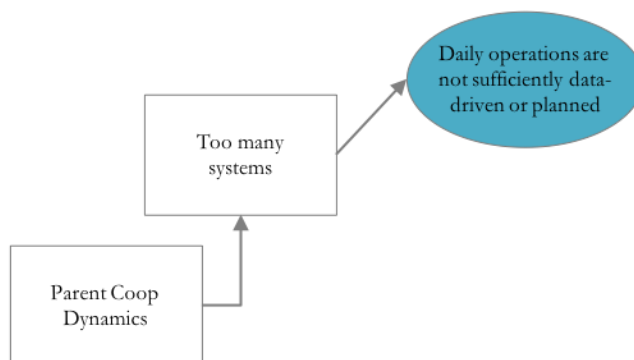 Daily operations are
not sufficiently data-
driven or planned
Too many
systems
Parent Coop
Dynamics